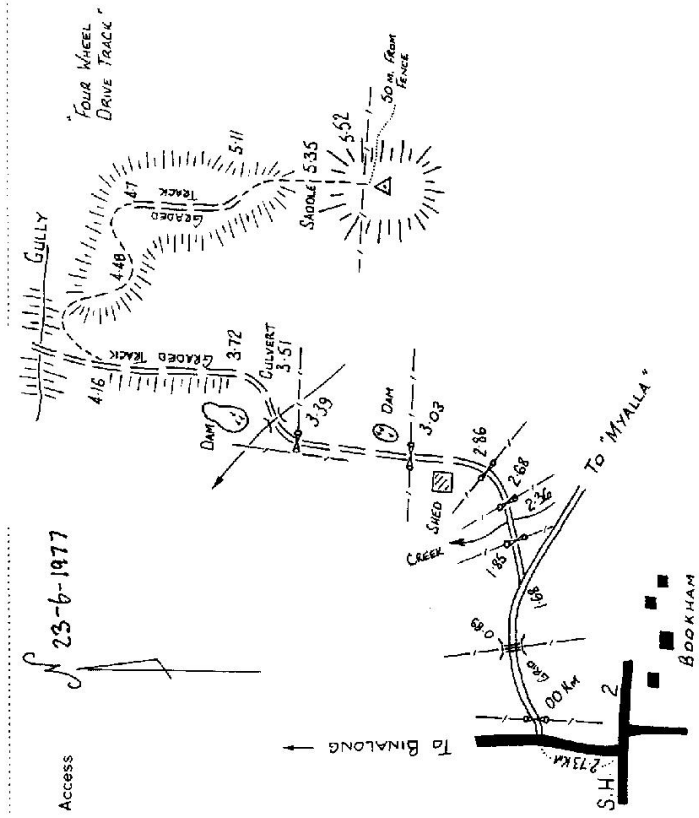 Access
N 23-6-1977
"FOUR WHEEL
DRIVE TRACK"
GULLY
4.7
GRADED
TRACK
5.11
4.48
SADDLE 5.35
5.52
50 M. FROM
FENCE
4.16
GRADED TRACK
3.72
CULVERT
3.51
DAM
3.39
DAM
3.03
SHED
2.86
2.68
2.36
CREEK
1.85
1.68
TO "MYALLA"
0.89
GRID
00 KM
TO BINALONG
2.73KM
S.H. 2
BOOKHAM